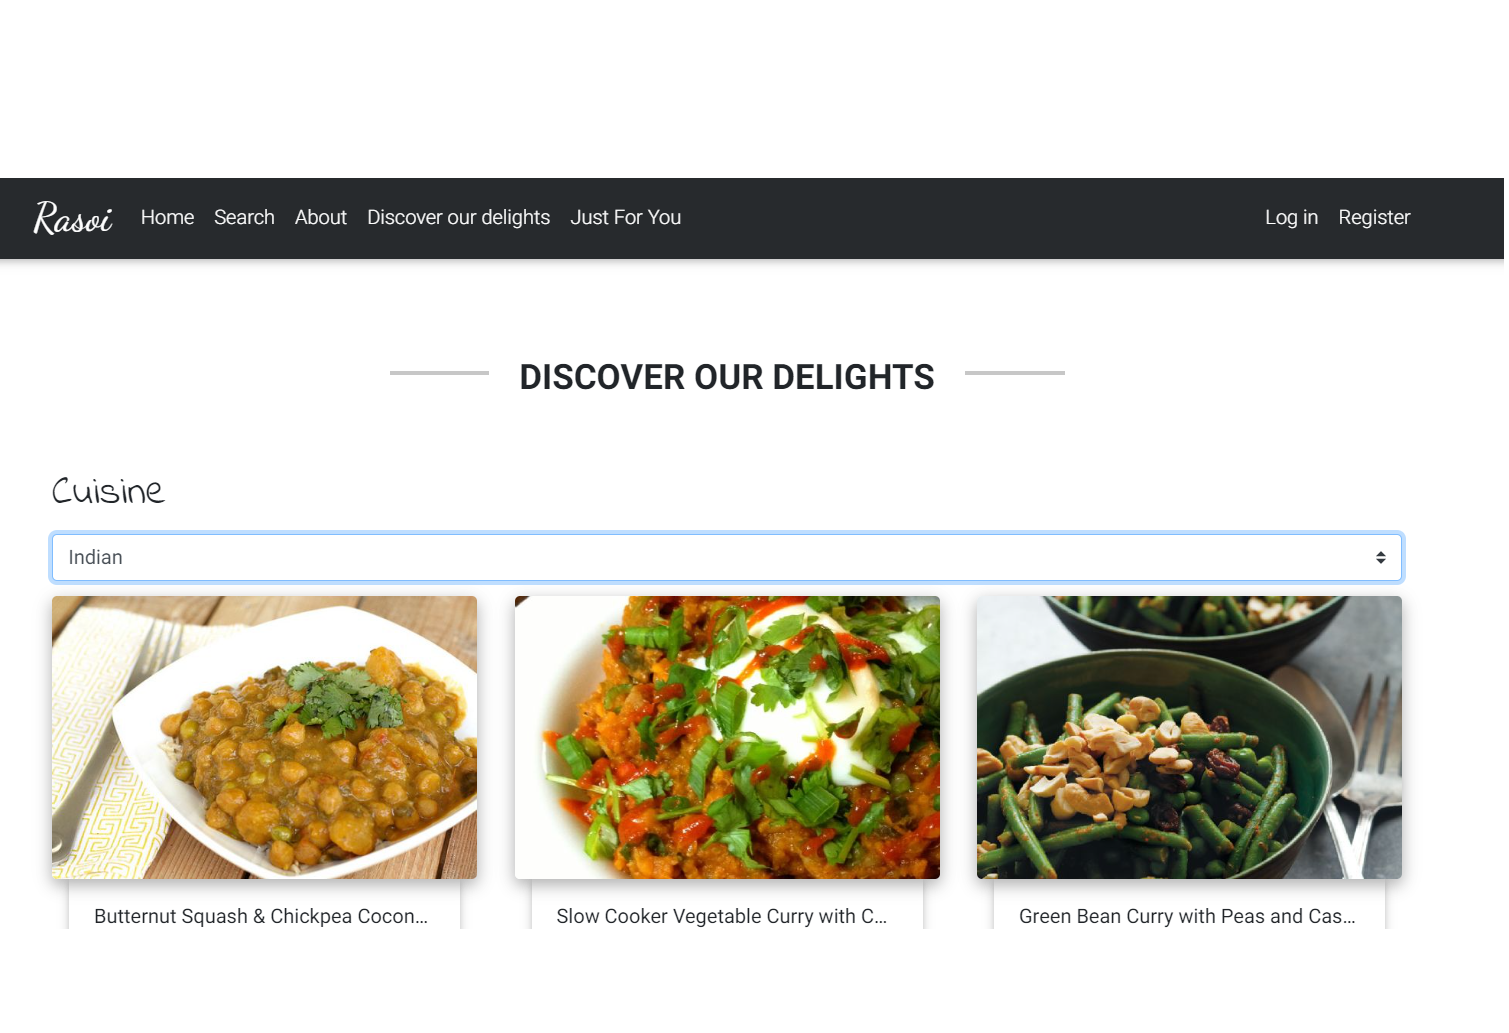 Rasoi Home Search About Discover our delights Just For You Log in Register
DISCOVER OUR DELIGHTS
Cuisine
Indian
Butternut Squash & Chickpea Cocon...
Slow Cooker Vegetable Curry with C...
Green Bean Curry with Peas and Cas...